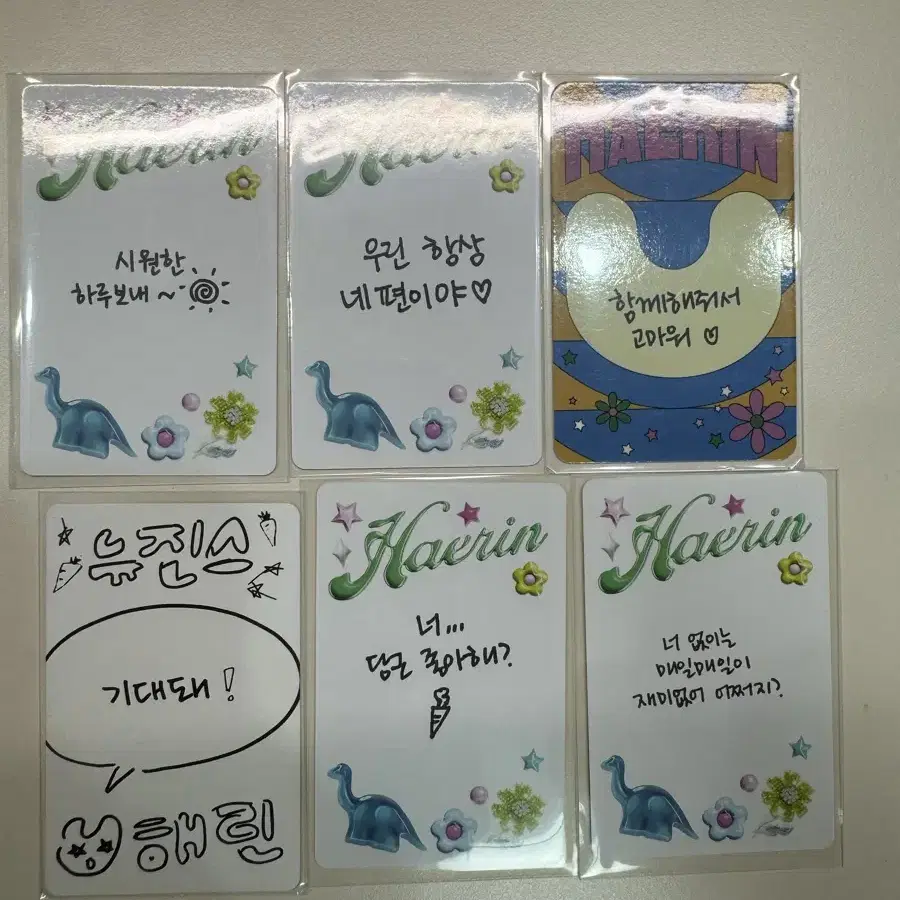 Haerin
시원한
하루보내~
Haerin
우린 항상
네 편이야♡
HAERIN
함께해줘서
고마워 ♡
뉴진스
기대돼!
해린
Haerin
너...
당근 좋아해?
Haerin
너 없이는
매일매일이
재미없어 어쩌지?